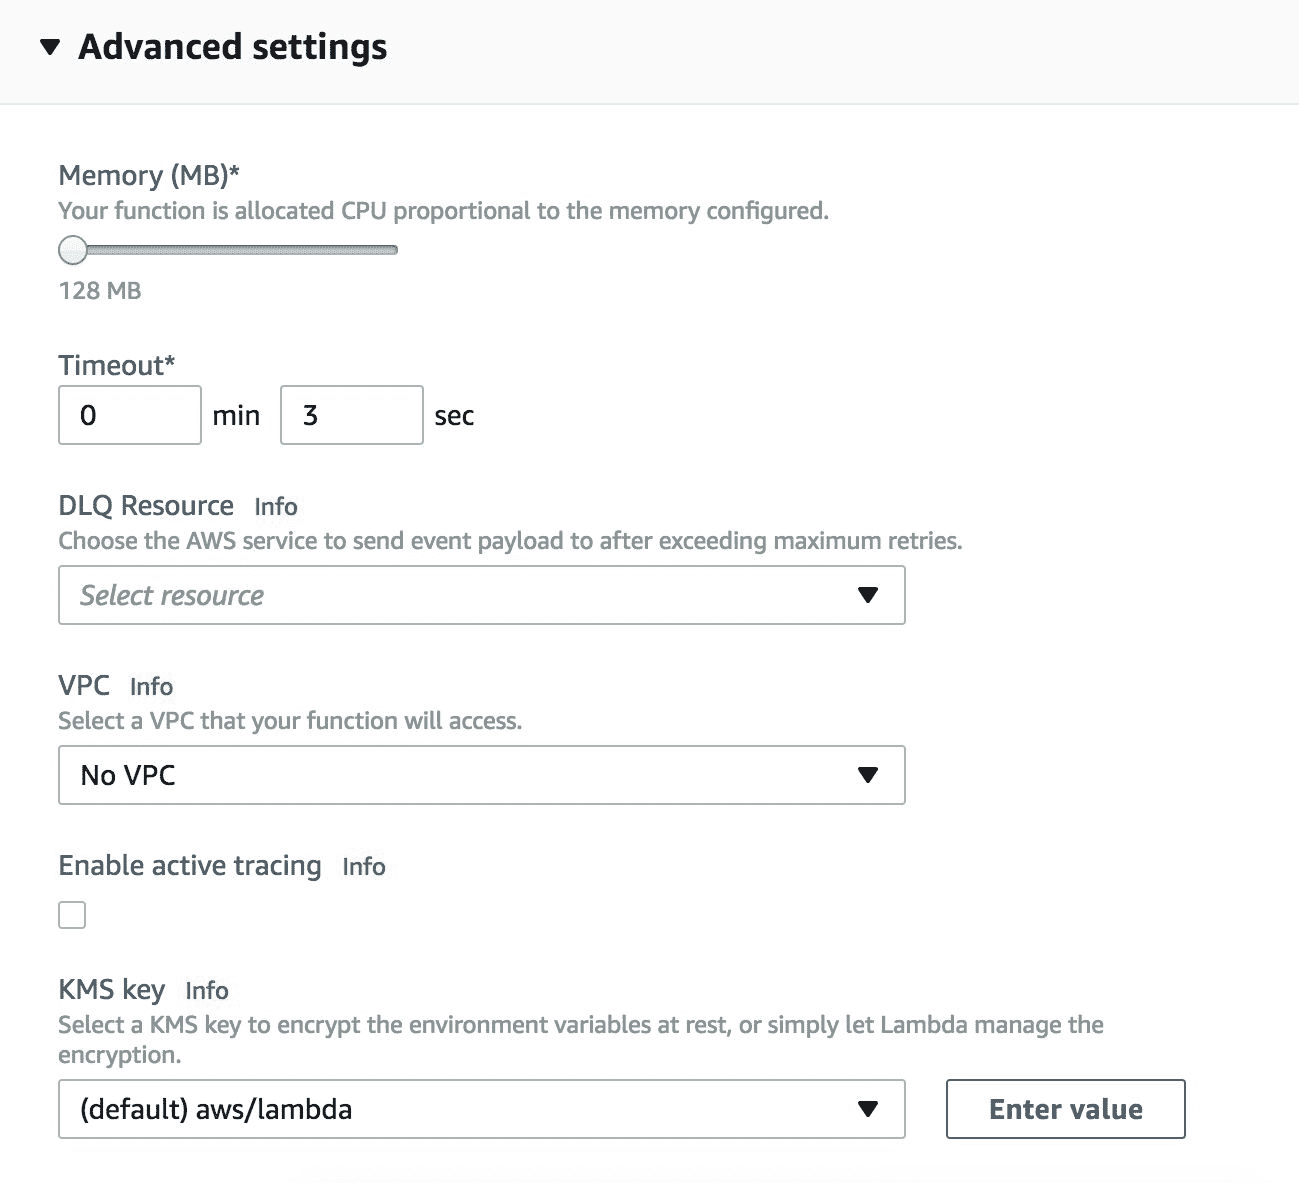 Advanced settings
Memory (MB)*
Your function is allocated CPU proportional to the memory configured.
128 MB
Timeout*
0 min 3 sec
DLQ Resource Info
Choose the AWS service to send event payload to after exceeding maximum retries.
Select resource
VPC Info
Select a VPC that your function will access.
No VPC
Enable active tracing Info
KMS key Info
Select a KMS key to encrypt the environment variables at rest, or simply let Lambda manage the
encryption.
(default) aws/lambda Enter value